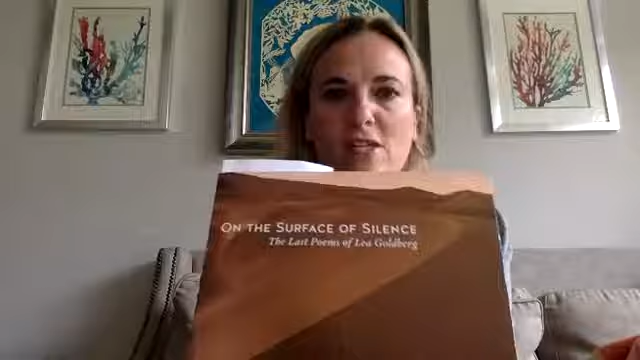 ON THE SURFACE OF SILENCE
The Last Poems of Lea Goldberg